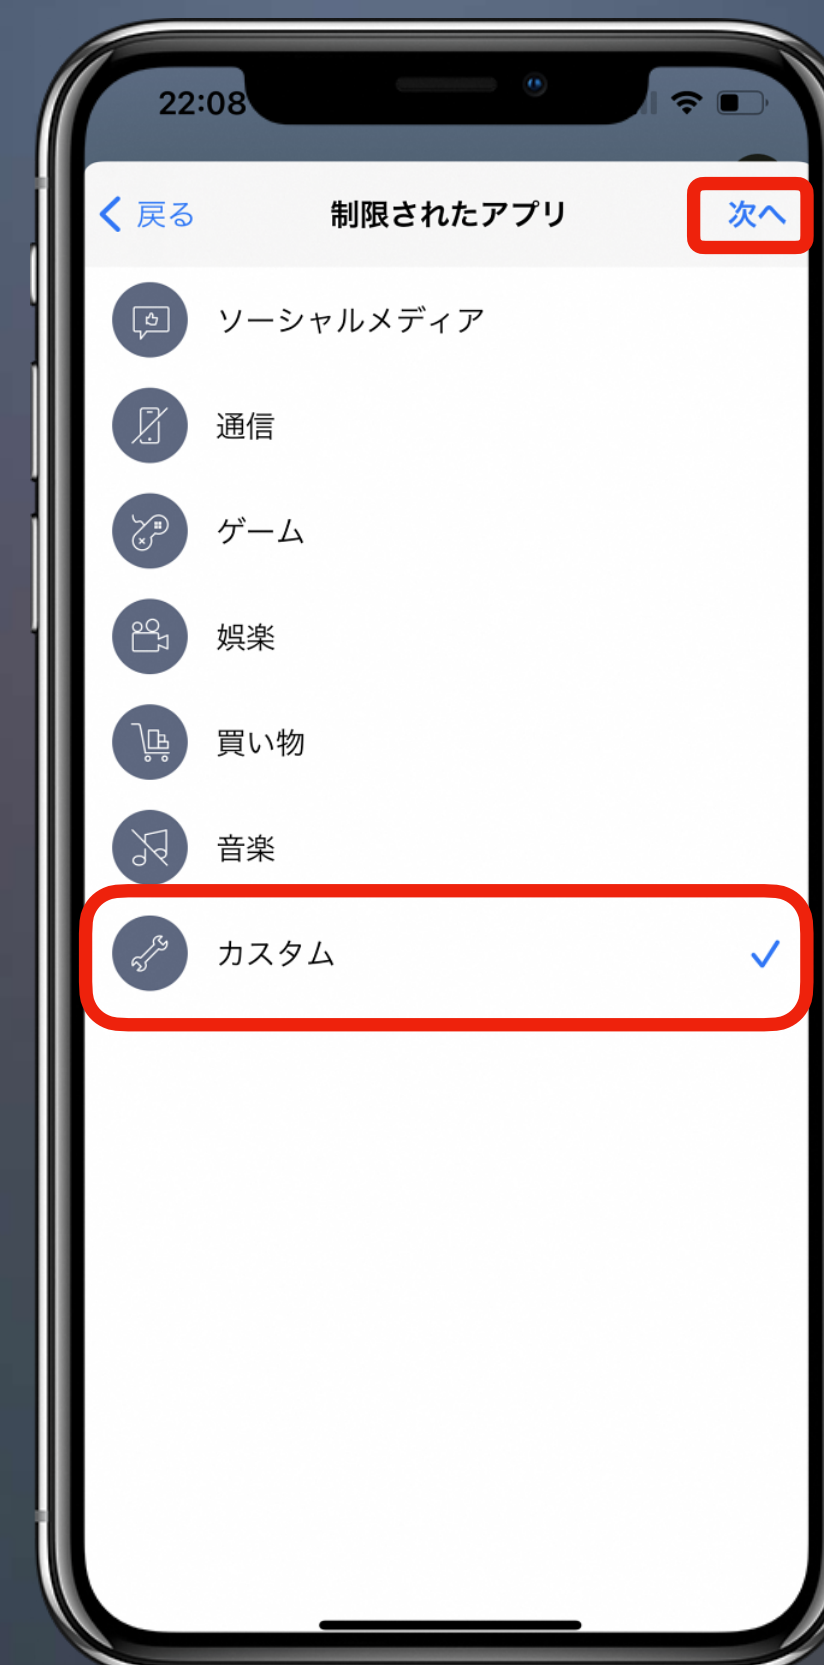 22:08
戻る
制限されたアプリ
次へ
ソーシャルメディア
通信
ゲーム
娯楽
買い物
音楽
カスタム